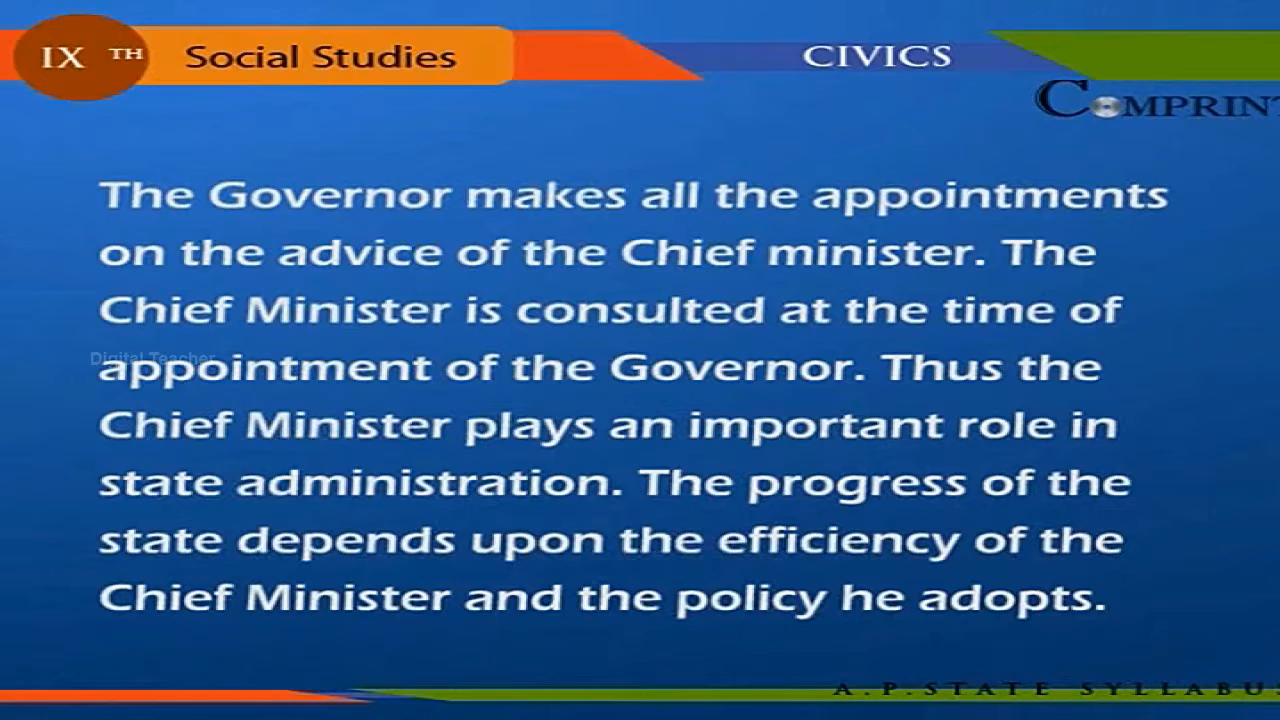 IX TH Social Studies CIVICS
COMPRINT
The Governor makes all the appointments
on the advice of the Chief minister. The
Chief Minister is consulted at the time of
Digital Teacher
appointment of the Governor. Thus the
Chief Minister plays an important role in
state administration. The progress of the
state depends upon the efficiency of the
Chief Minister and the policy he adopts.
A.P.STATE SYLLABUS